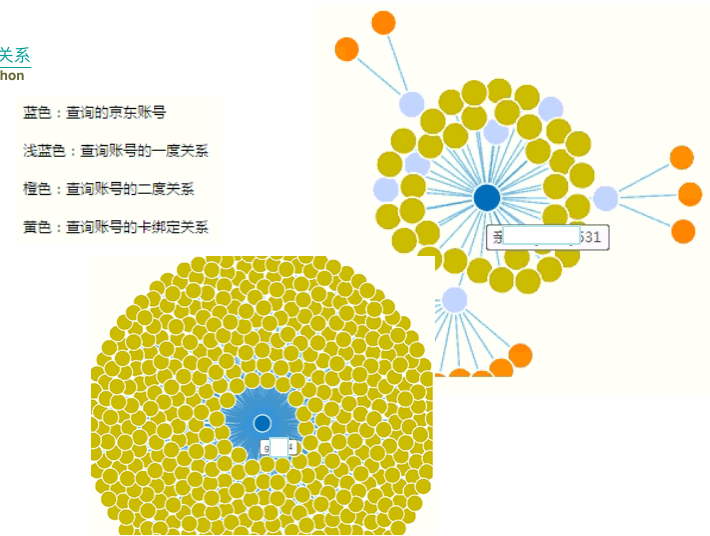 关系
hon
蓝色：查询的京东账号
浅蓝色：查询账号的一度关系
橙色：查询账号的二度关系
黄色：查询账号的卡绑定关系
531
g 4